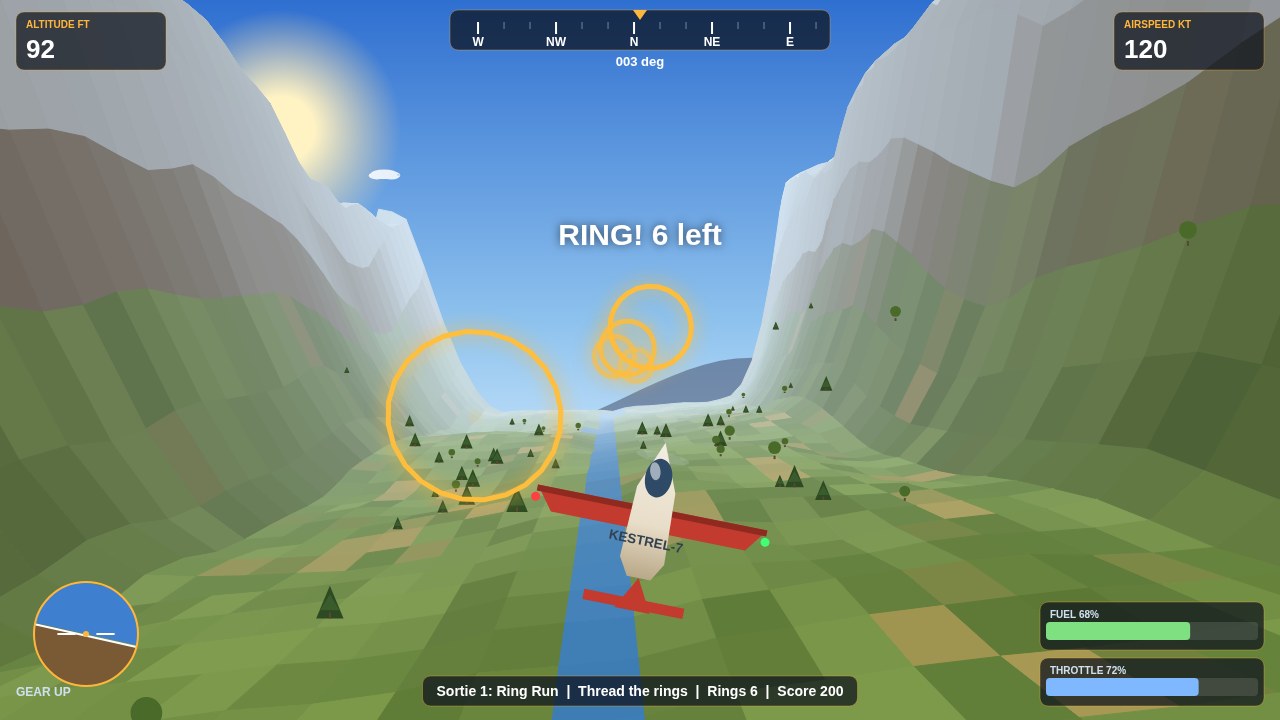 ALTITUDE FT
92
W NW N NE E
003 deg
AIRSPEED KT
120
RING! 6 left
KESTREL-7
GEAR UP
Sortie 1: Ring Run | Thread the rings | Rings 6 | Score 200
FUEL 68%
THROTTLE 72%